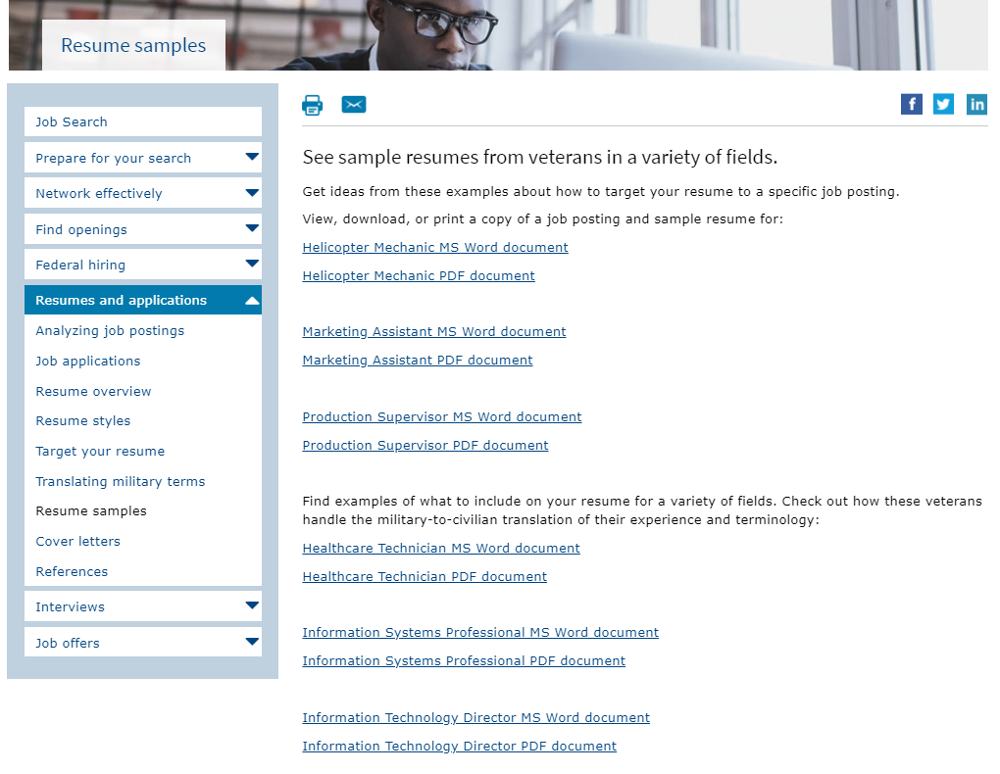 Resume samples
Job Search
Prepare for your search
Network effectively
Find openings
Federal hiring
Resumes and applications
Analyzing job postings
Job applications
Resume overview
Resume styles
Target your resume
Translating military terms
Resume samples
Cover letters
References
Interviews
Job offers
f
in
See sample resumes from veterans in a variety of fields.
Get ideas from these examples about how to target your resume to a specific job posting.
View, download, or print a copy of a job posting and sample resume for:
Helicopter Mechanic MS Word document
Helicopter Mechanic PDF document
Marketing Assistant MS Word document
Marketing Assistant PDF document
Production Supervisor MS Word document
Production Supervisor PDF document
Find examples of what to include on your resume for a variety of fields. Check out how these veterans
handle the military-to-civilian translation of their experience and terminology:
Healthcare Technician MS Word document
Healthcare Technician PDF document
Information Systems Professional MS Word document
Information Systems Professional PDF document
Information Technology Director MS Word document
Information Technology Director PDF document